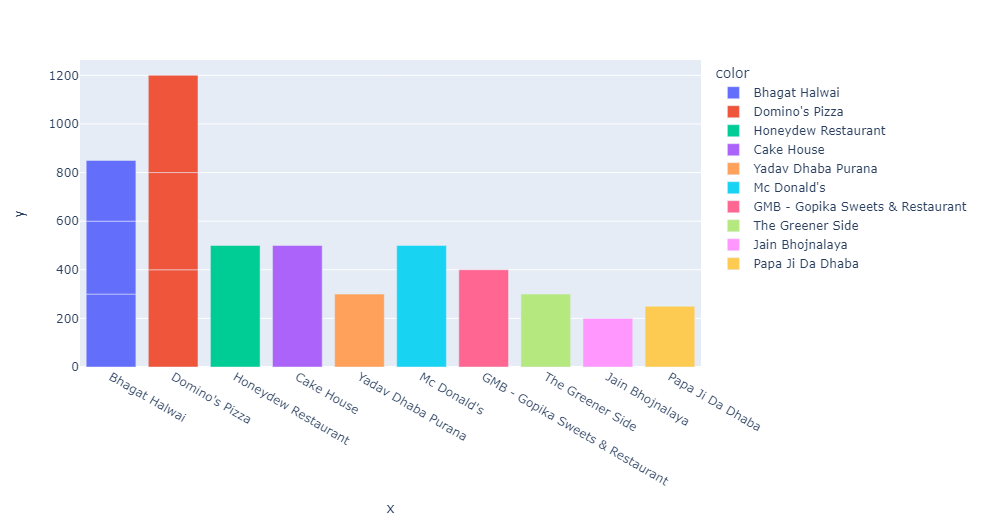 1200
1000
800
600
400
200
0
y
Bhagat Halwai
Domino's Pizza
Honeydew Restaurant
Cake House
Yadav Dhaba Purana
Mc Donald's
GMB - Gopika Sweets & Restaurant
The Greener Side
Jain Bhojnalaya
Papa Ji Da Dhaba
x
color
Bhagat Halwai
Domino's Pizza
Honeydew Restaurant
Cake House
Yadav Dhaba Purana
Mc Donald's
GMB - Gopika Sweets & Restaurant
The Greener Side
Jain Bhojnalaya
Papa Ji Da Dhaba